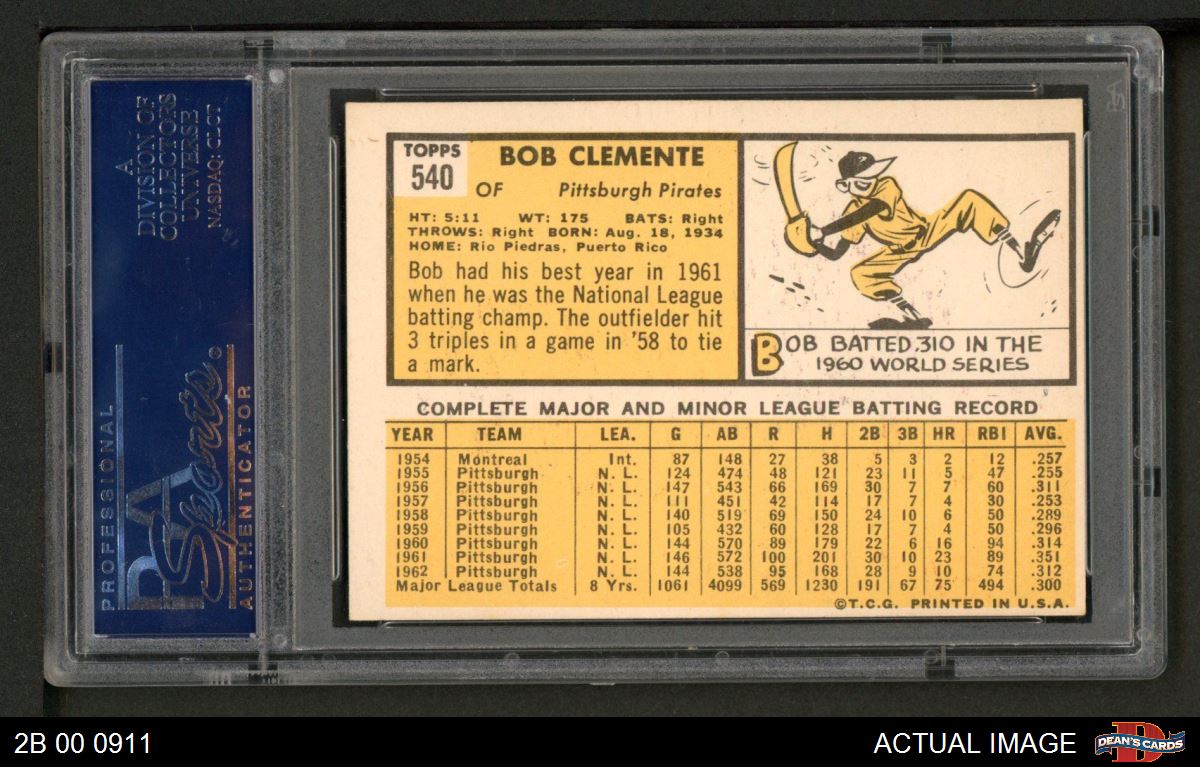 A
DIVISION OF
COLLECTORS
UNIVERSE
NASDAQ: CLCT
PROFESSIONAL
PSA
Sports
AUTHENTICATOR
TOPPS
540
BOB CLEMENTE
OF Pittsburgh Pirates
HT: 5:11 WT: 175 BATS: Right
THROWS: Right BORN: Aug. 18, 1934
HOME: Rio Piedras, Puerto Rico
Bob had his best year in 1961
when he was the National League
batting champ. The outfielder hit
3 triples in a game in '58 to tie
a mark.
BOB BATTED .310 IN THE
1960 WORLD SERIES
COMPLETE MAJOR AND MINOR LEAGUE BATTING RECORD
YEAR TEAM LEA. G AB R H 2B 3B HR RBI AVG.
1954 Montreal Int. 87 148 27 38 5 3 2 12 .257
1955 Pittsburgh N. L. 124 474 48 121 23 11 5 47 .255
1956 Pittsburgh N. L. 147 543 66 169 30 7 7 60 .311
1957 Pittsburgh N. L. 111 451 42 114 17 7 4 30 .253
1958 Pittsburgh N. L. 140 519 69 150 24 10 6 50 .289
1959 Pittsburgh N. L. 105 432 60 128 17 7 4 50 .296
1960 Pittsburgh N. L. 144 570 89 179 22 6 16 94 .314
1961 Pittsburgh N. L. 146 572 100 201 30 10 23 89 .351
1962 Pittsburgh N. L. 144 538 95 168 28 9 10 74 .312
Major League Totals 8 Yrs. 1061 4099 569 1230 191 67 75 494 .300
©T.C.G. PRINTED IN U.S.A.
2B 00 0911
ACTUAL IMAGE
D
DEAN'S CARDS